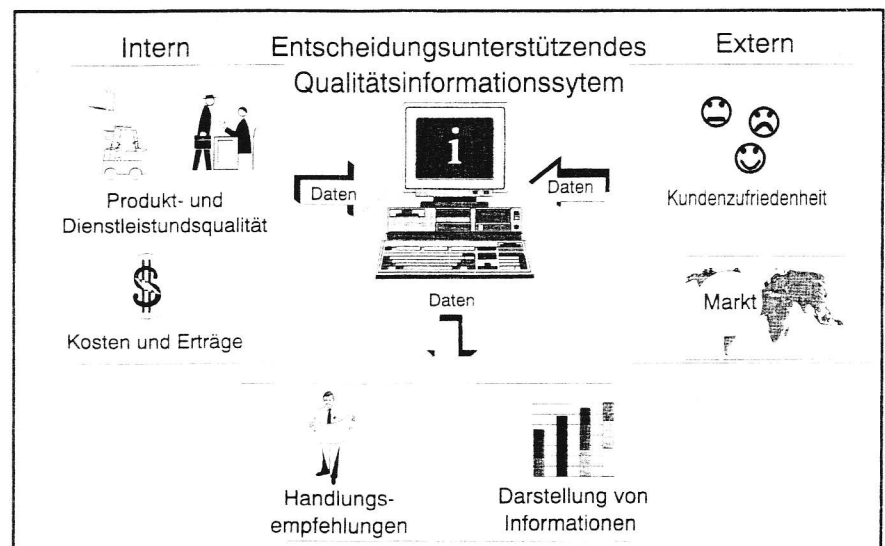 Intern
Entscheidungsunterstützendes
Qualitätsinformationssytem
Extern
i
Daten
Daten
Produkt- und
Dienstleistundsqualität
Kundenzufriedenheit
Daten
$
Kosten und Erträge
Markt
Handlungs-
empfehlungen
Darstellung von
Informationen